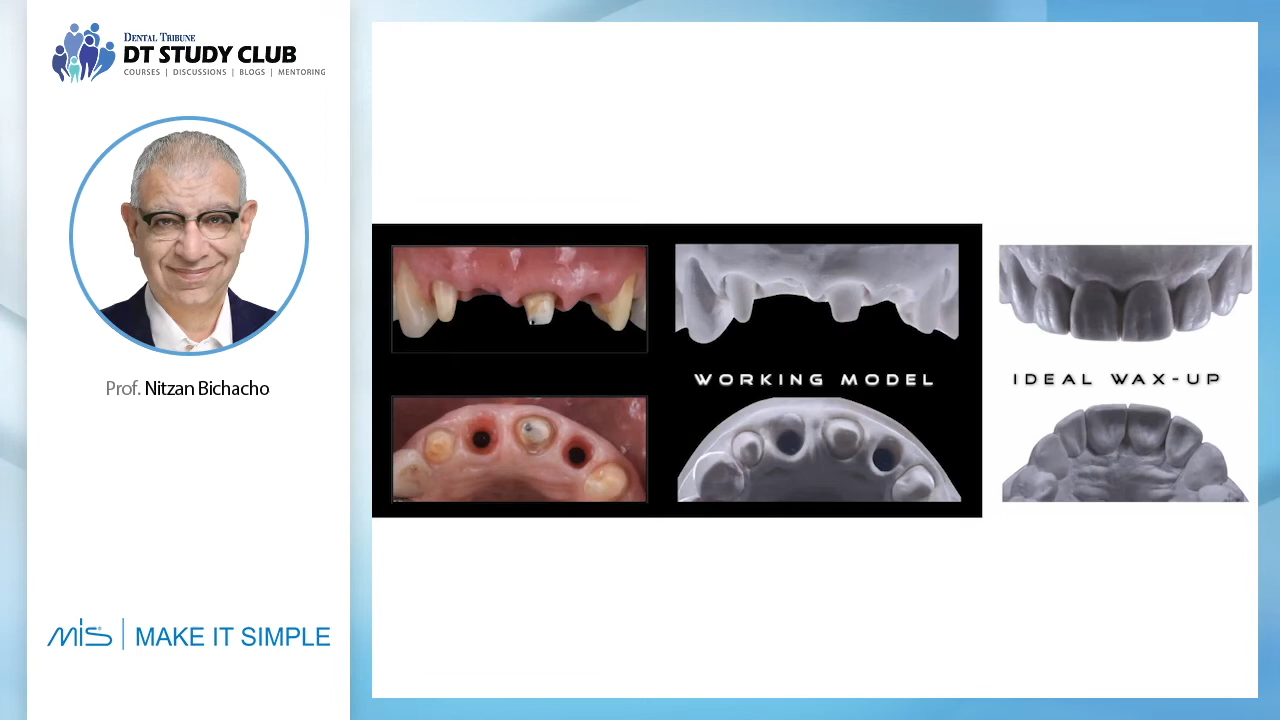 DENTAL TRIBUNE
DT STUDY CLUB
COURSES | DISCUSSIONS | BLOGS | MENTORING
Prof. Nitzan Bichacho
WORKING MODEL
IDEAL WAX-UP
mis® | MAKE IT SIMPLE